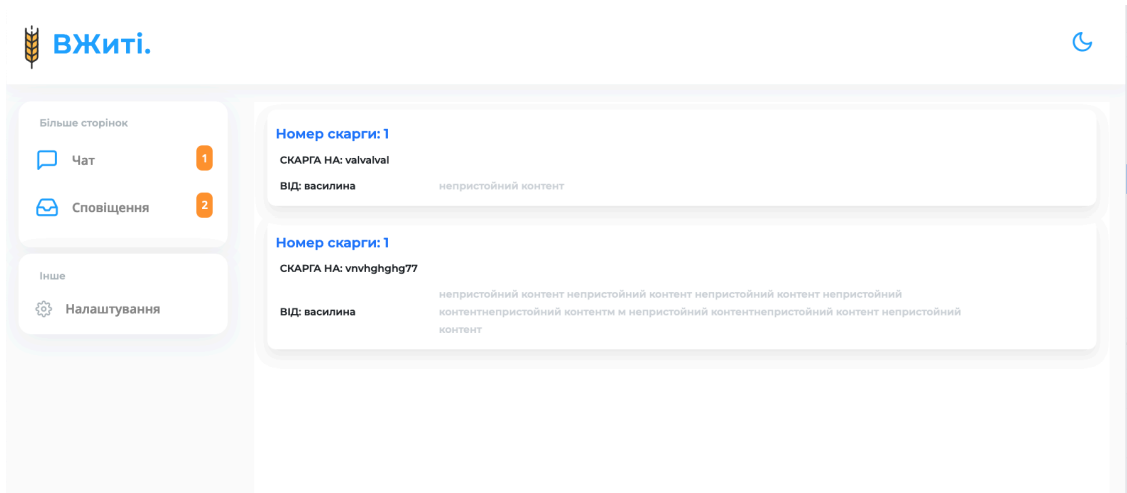 ВЖиті.
Більше сторінок
Чат
1
Сповіщення
2
Інше
Налаштування
Номер скарги: 1
СКАРГА НА: valvalval
ВІД: василина
непристойний контент
Номер скарги: 1
СКАРГА НА: vnvhghghg77
ВІД: василина
непристойний контент непристойний контент непристойний контент непристойний
контентнепристойний контентм м непристойний контентнепристойний контент непристойний
контент